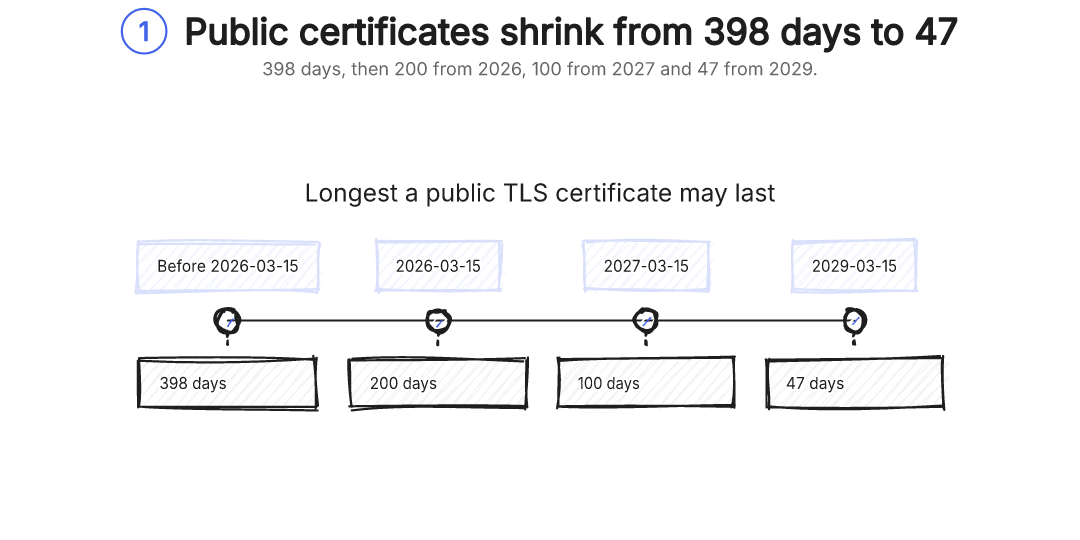 1 Public certificates shrink from 398 days to 47
398 days, then 200 from 2026, 100 from 2027 and 47 from 2029.
Longest a public TLS certificate may last
Before 2026-03-15
2026-03-15
2027-03-15
2029-03-15
398 days
200 days
100 days
47 days